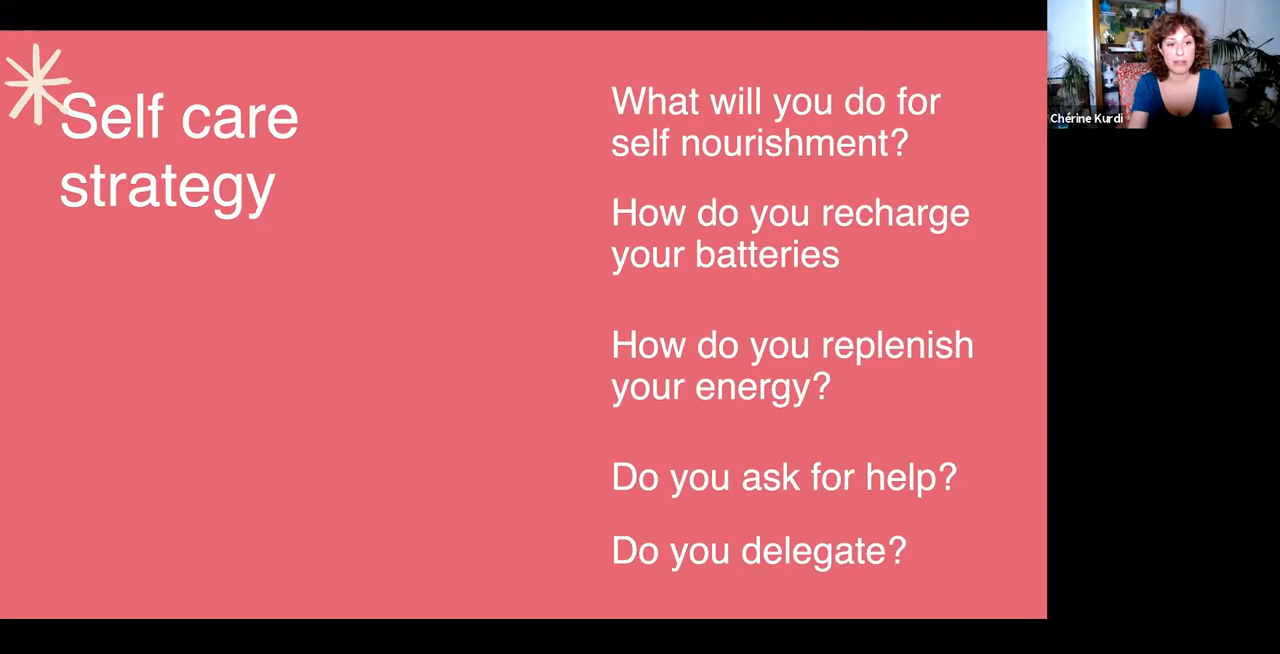 Self care
strategy
What will you do for
self nourishment?
How do you recharge
your batteries
How do you replenish
your energy?
Do you ask for help?
Do you delegate?
Chérine Kurdi